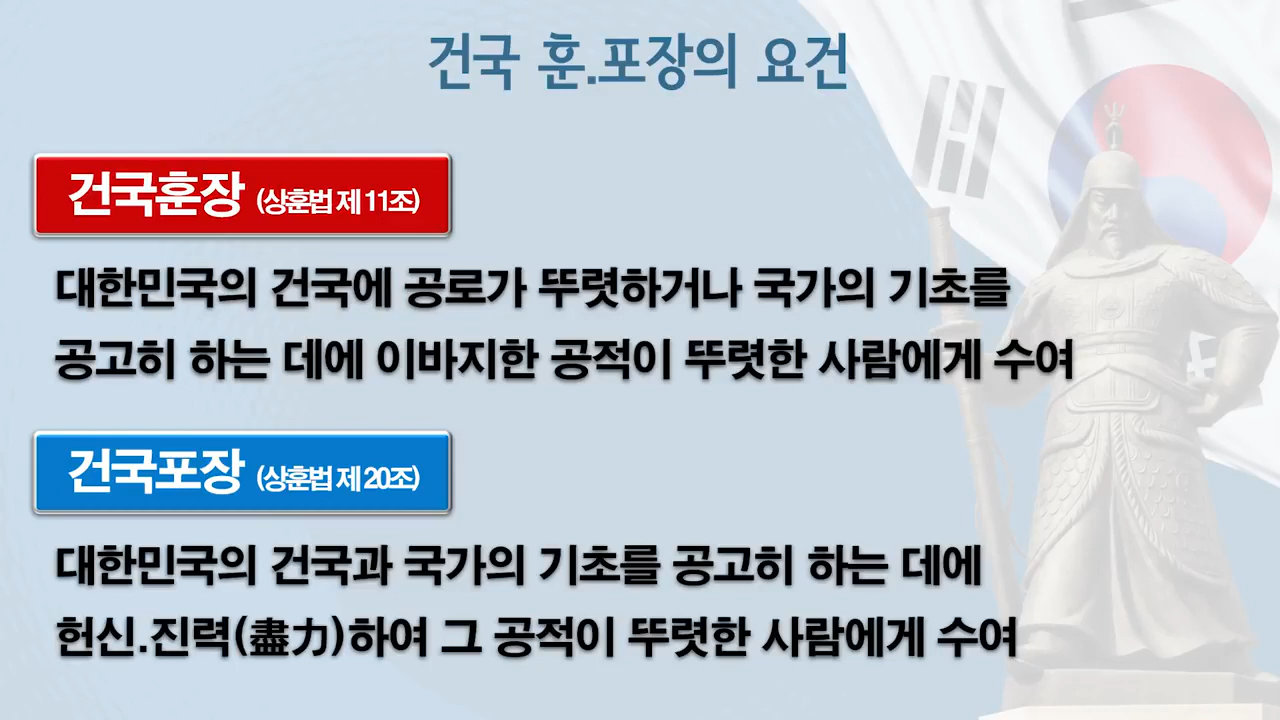 건국 훈.포장의 요건
건국훈장 (상훈법 제 11조)
대한민국의 건국에 공로가 뚜렷하거나 국가의 기초를
공고히 하는 데에 이바지한 공적이 뚜렷한 사람에게 수여
건국포장 (상훈법 제 20조)
대한민국의 건국과 국가의 기초를 공고히 하는 데에
헌신.진력(盡力)하여 그 공적이 뚜렷한 사람에게 수여